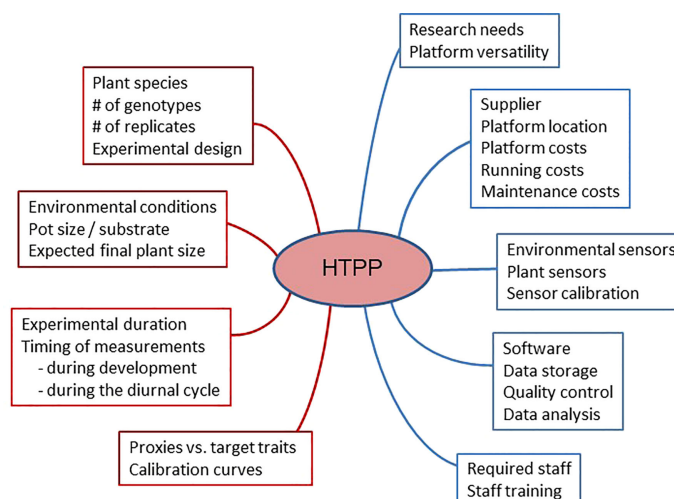 Research needs
Platform versatility
Plant species
# of genotypes
# of replicates
Experimental design
Supplier
Platform location
Platform costs
Running costs
Maintenance costs
Environmental conditions
Pot size / substrate
Expected final plant size
HTPP
Environmental sensors
Plant sensors
Sensor calibration
Experimental duration
Timing of measurements
- during development
- during the diurnal cycle
Software
Data storage
Quality control
Data analysis
Proxies vs. target traits
Calibration curves
Required staff
Staff training